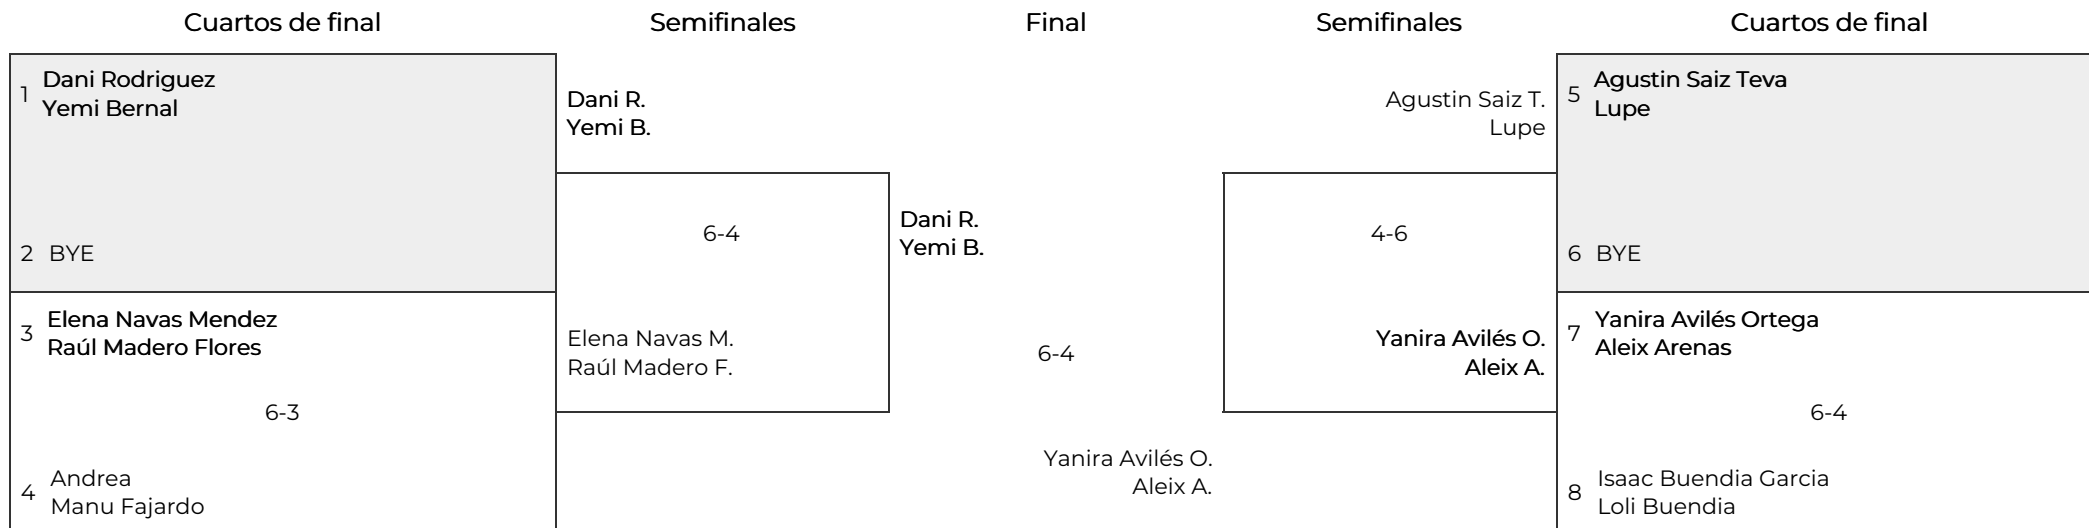 Cuartos de final
Semifinales
Final
Semifinales
Cuartos de final
1
Dani Rodriguez
Yemi Bernal
2 BYE
3
Elena Navas Mendez
Raúl Madero Flores
6-3
4
Andrea
Manu Fajardo
Dani R.
Yemi B.
6-4
Elena Navas M.
Raúl Madero F.
Dani R.
Yemi B.
6-4
Yanira Avilés O.
Aleix A.
Agustin Saiz T.
Lupe
4-6
Yanira Avilés O.
Aleix A.
5
Agustin Saiz Teva
Lupe
6 BYE
7
Yanira Avilés Ortega
Aleix Arenas
6-4
8
Isaac Buendia Garcia
Loli Buendia